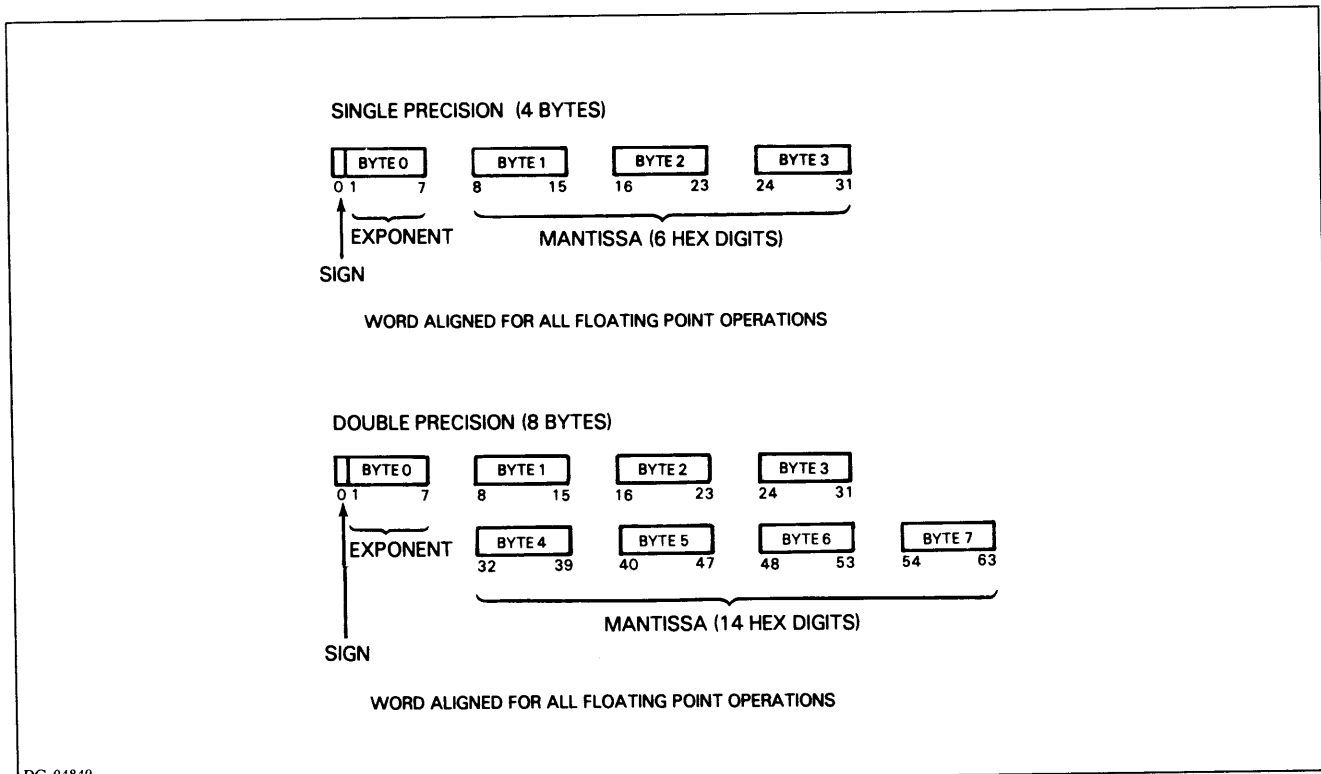 SINGLE PRECISION (4 BYTES)
BYTE 0 BYTE 1 BYTE 2 BYTE 3
0 1 7 8 15 16 23 24 31
EXPONENT MANTISSA (6 HEX DIGITS)
SIGN
WORD ALIGNED FOR ALL FLOATING POINT OPERATIONS
DOUBLE PRECISION (8 BYTES)
BYTE 0 BYTE 1 BYTE 2 BYTE 3
0 1 7 8 15 16 23 24 31
EXPONENT BYTE 4 BYTE 5 BYTE 6 BYTE 7
32 39 40 47 48 53 54 63
MANTISSA (14 HEX DIGITS)
SIGN
WORD ALIGNED FOR ALL FLOATING POINT OPERATIONS